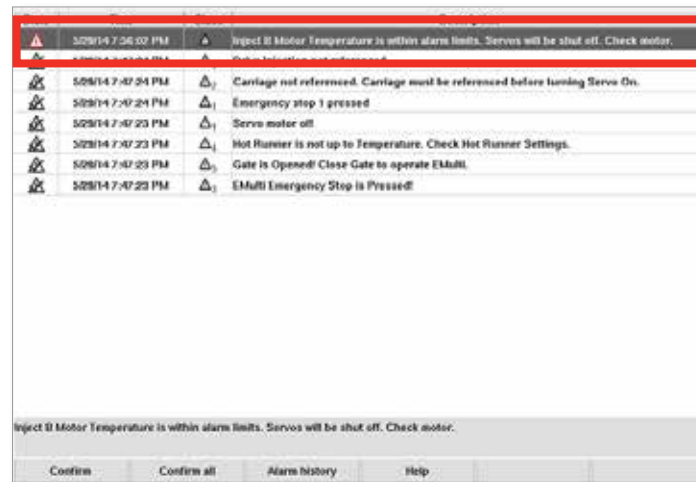 5/29/14 7:56:02 PM Inject B Motor Temperature is within alarm limits. Servos will be shut off. Check motor.
5/29/14 7:47:24 PM Carriage not referenced. Carriage must be referenced before turning Servo On.
5/29/14 7:47:24 PM Emergency stop 1 pressed
5/29/14 7:47:23 PM Servo motor off
5/29/14 7:47:23 PM Hot Runner is not up to Temperature. Check Hot Runner Settings.
5/29/14 7:47:23 PM Gate is Opened! Close Gate to operate EMulti.
5/29/14 7:47:23 PM EMulti Emergency Stop is Pressed!
Inject B Motor Temperature is within alarm limits. Servos will be shut off. Check motor.
Confirm Confirm all Alarm history Help